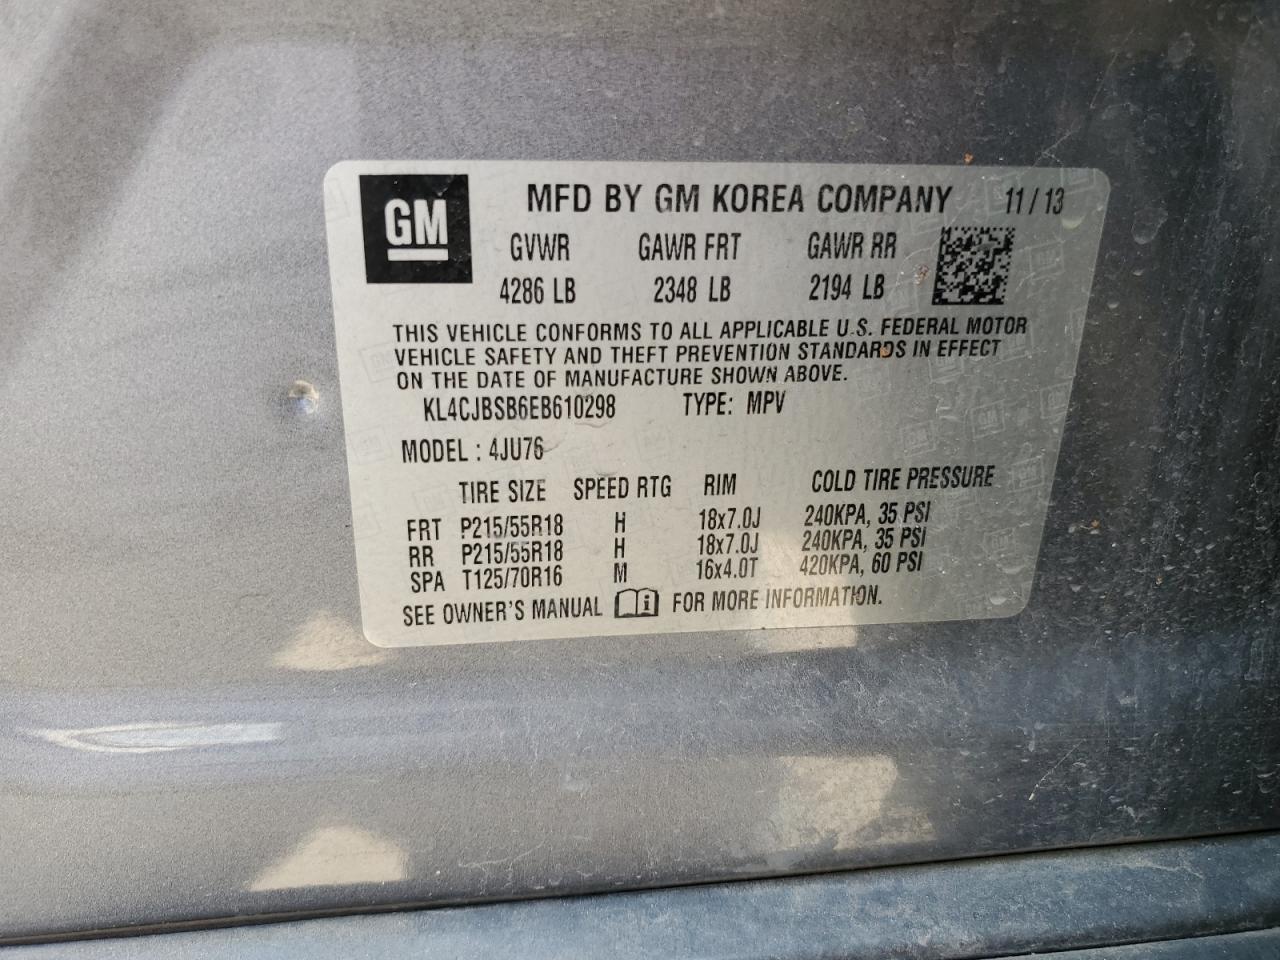 GM
MFD BY GM KOREA COMPANY 11/13
GVWR GAWR FRT GAWR RR
4286 LB 2348 LB 2194 LB
THIS VEHICLE CONFORMS TO ALL APPLICABLE U.S. FEDERAL MOTOR
VEHICLE SAFETY AND THEFT PREVENTION STANDARDS IN EFFECT
ON THE DATE OF MANUFACTURE SHOWN ABOVE.
KL4CJBSB6EB610298 TYPE: MPV
MODEL : 4JU76
TIRE SIZE SPEED RTG RIM COLD TIRE PRESSURE
FRT P215/55R18 H 18x7.0J 240KPA, 35 PSI
RR P215/55R18 H 18x7.0J 240KPA, 35 PSI
SPA T125/70R16 M 16x4.0T 420KPA, 60 PSI
SEE OWNER'S MANUAL FOR MORE INFORMATION.